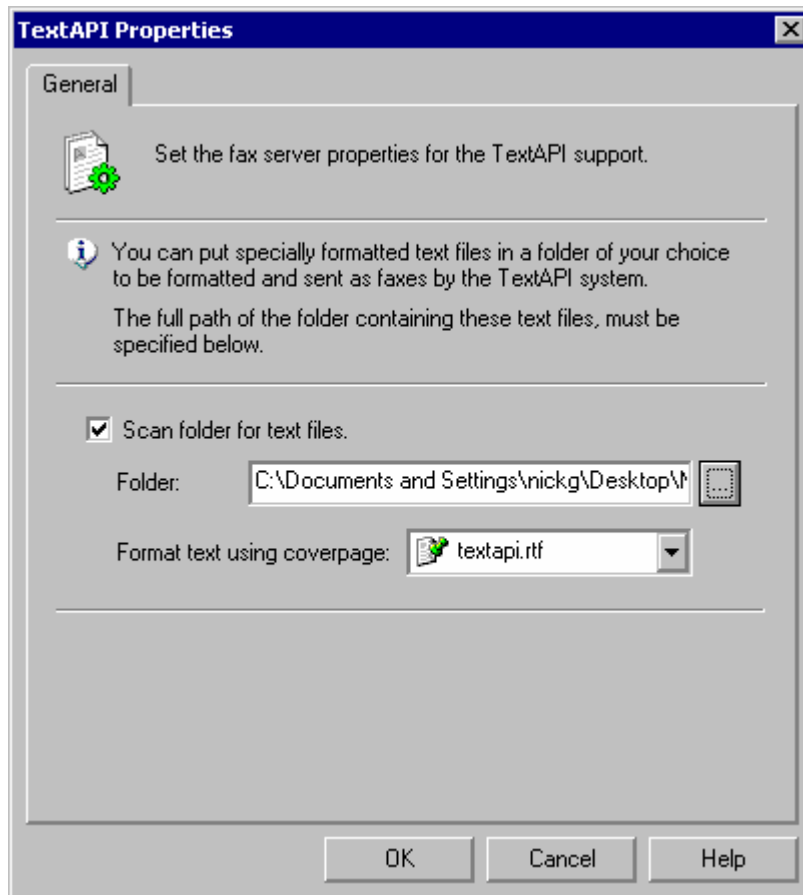 TextAPI Properties
General
Set the fax server properties for the TextAPI support.
You can put specially formatted text files in a folder of your choice
to be formatted and sent as faxes by the TextAPI system.
The full path of the folder containing these text files, must be
specified below.
Scan folder for text files.
Folder: C:\Documents and Settings\nickg\Desktop\ ...
Format text using coverpage: textapi.rtf
OK Cancel Help